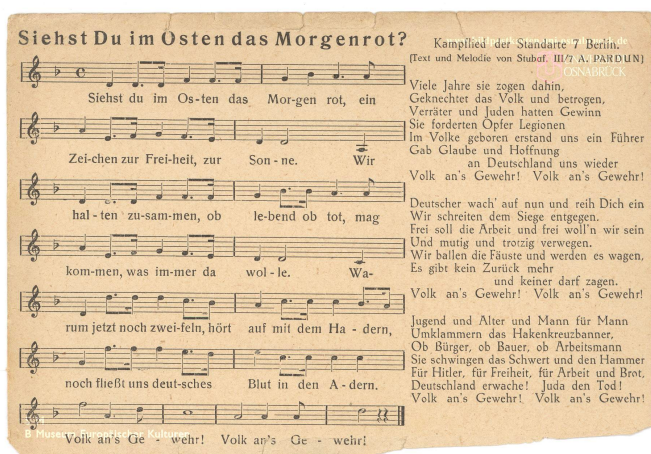 Siehst Du im Osten das Morgenrot?
Siehst du im Os-ten das Mor-gen rot, ein
Zei-chen zur Frei-heit, zur Son-ne. Wir
hal-ten zu-sam-men, ob le-bend ob tot, mag
kom-men, was im-mer da wol-le. Wa-
rum jetzt noch zwei-feln, hört auf mit dem Ha-dern,
noch fließt uns deut-sches Blut in den A-dern.
Volk an's Ge-wehr! Volk an's Ge-wehr!
B Museum Europäischer Kulturen
Kampflied der Standarte 7 Berlin.
(Text und Melodie von Stubaf. III/7 A. PARDUN)
OSNABRÜCK
Viele Jahre sie zogen dahin,
Geknechtet das Volk und betrogen,
Verräter und Juden hatten Gewinn
Sie forderten Opfer Legionen
Im Volke geboren erstand uns ein Führer
Gab Glaube und Hoffnung
an Deutschland uns wieder
Volk an's Gewehr! Volk an's Gewehr!
Deutscher wach' auf nun und reih Dich ein
Wir schreiten dem Siege entgegen.
Frei soll die Arbeit und frei woll'n wir sein
Und mutig und trotzig verwegen.
Wir ballen die Fäuste und werden es wagen,
Es gibt kein Zurück mehr
und keiner darf zagen.
Volk an's Gewehr! Volk an's Gewehr!
Jugend und Alter und Mann für Mann
Umklammern das Hakenkreuzbanner,
Ob Bürger, ob Bauer, ob Arbeitsmann
Sie schwingen das Schwert und den Hammer
Für Hitler, für Freiheit, für Arbeit und Brot,
Deutschland erwache! Juda den Tod!
Volk an's Gewehr! Volk an's Gewehr!